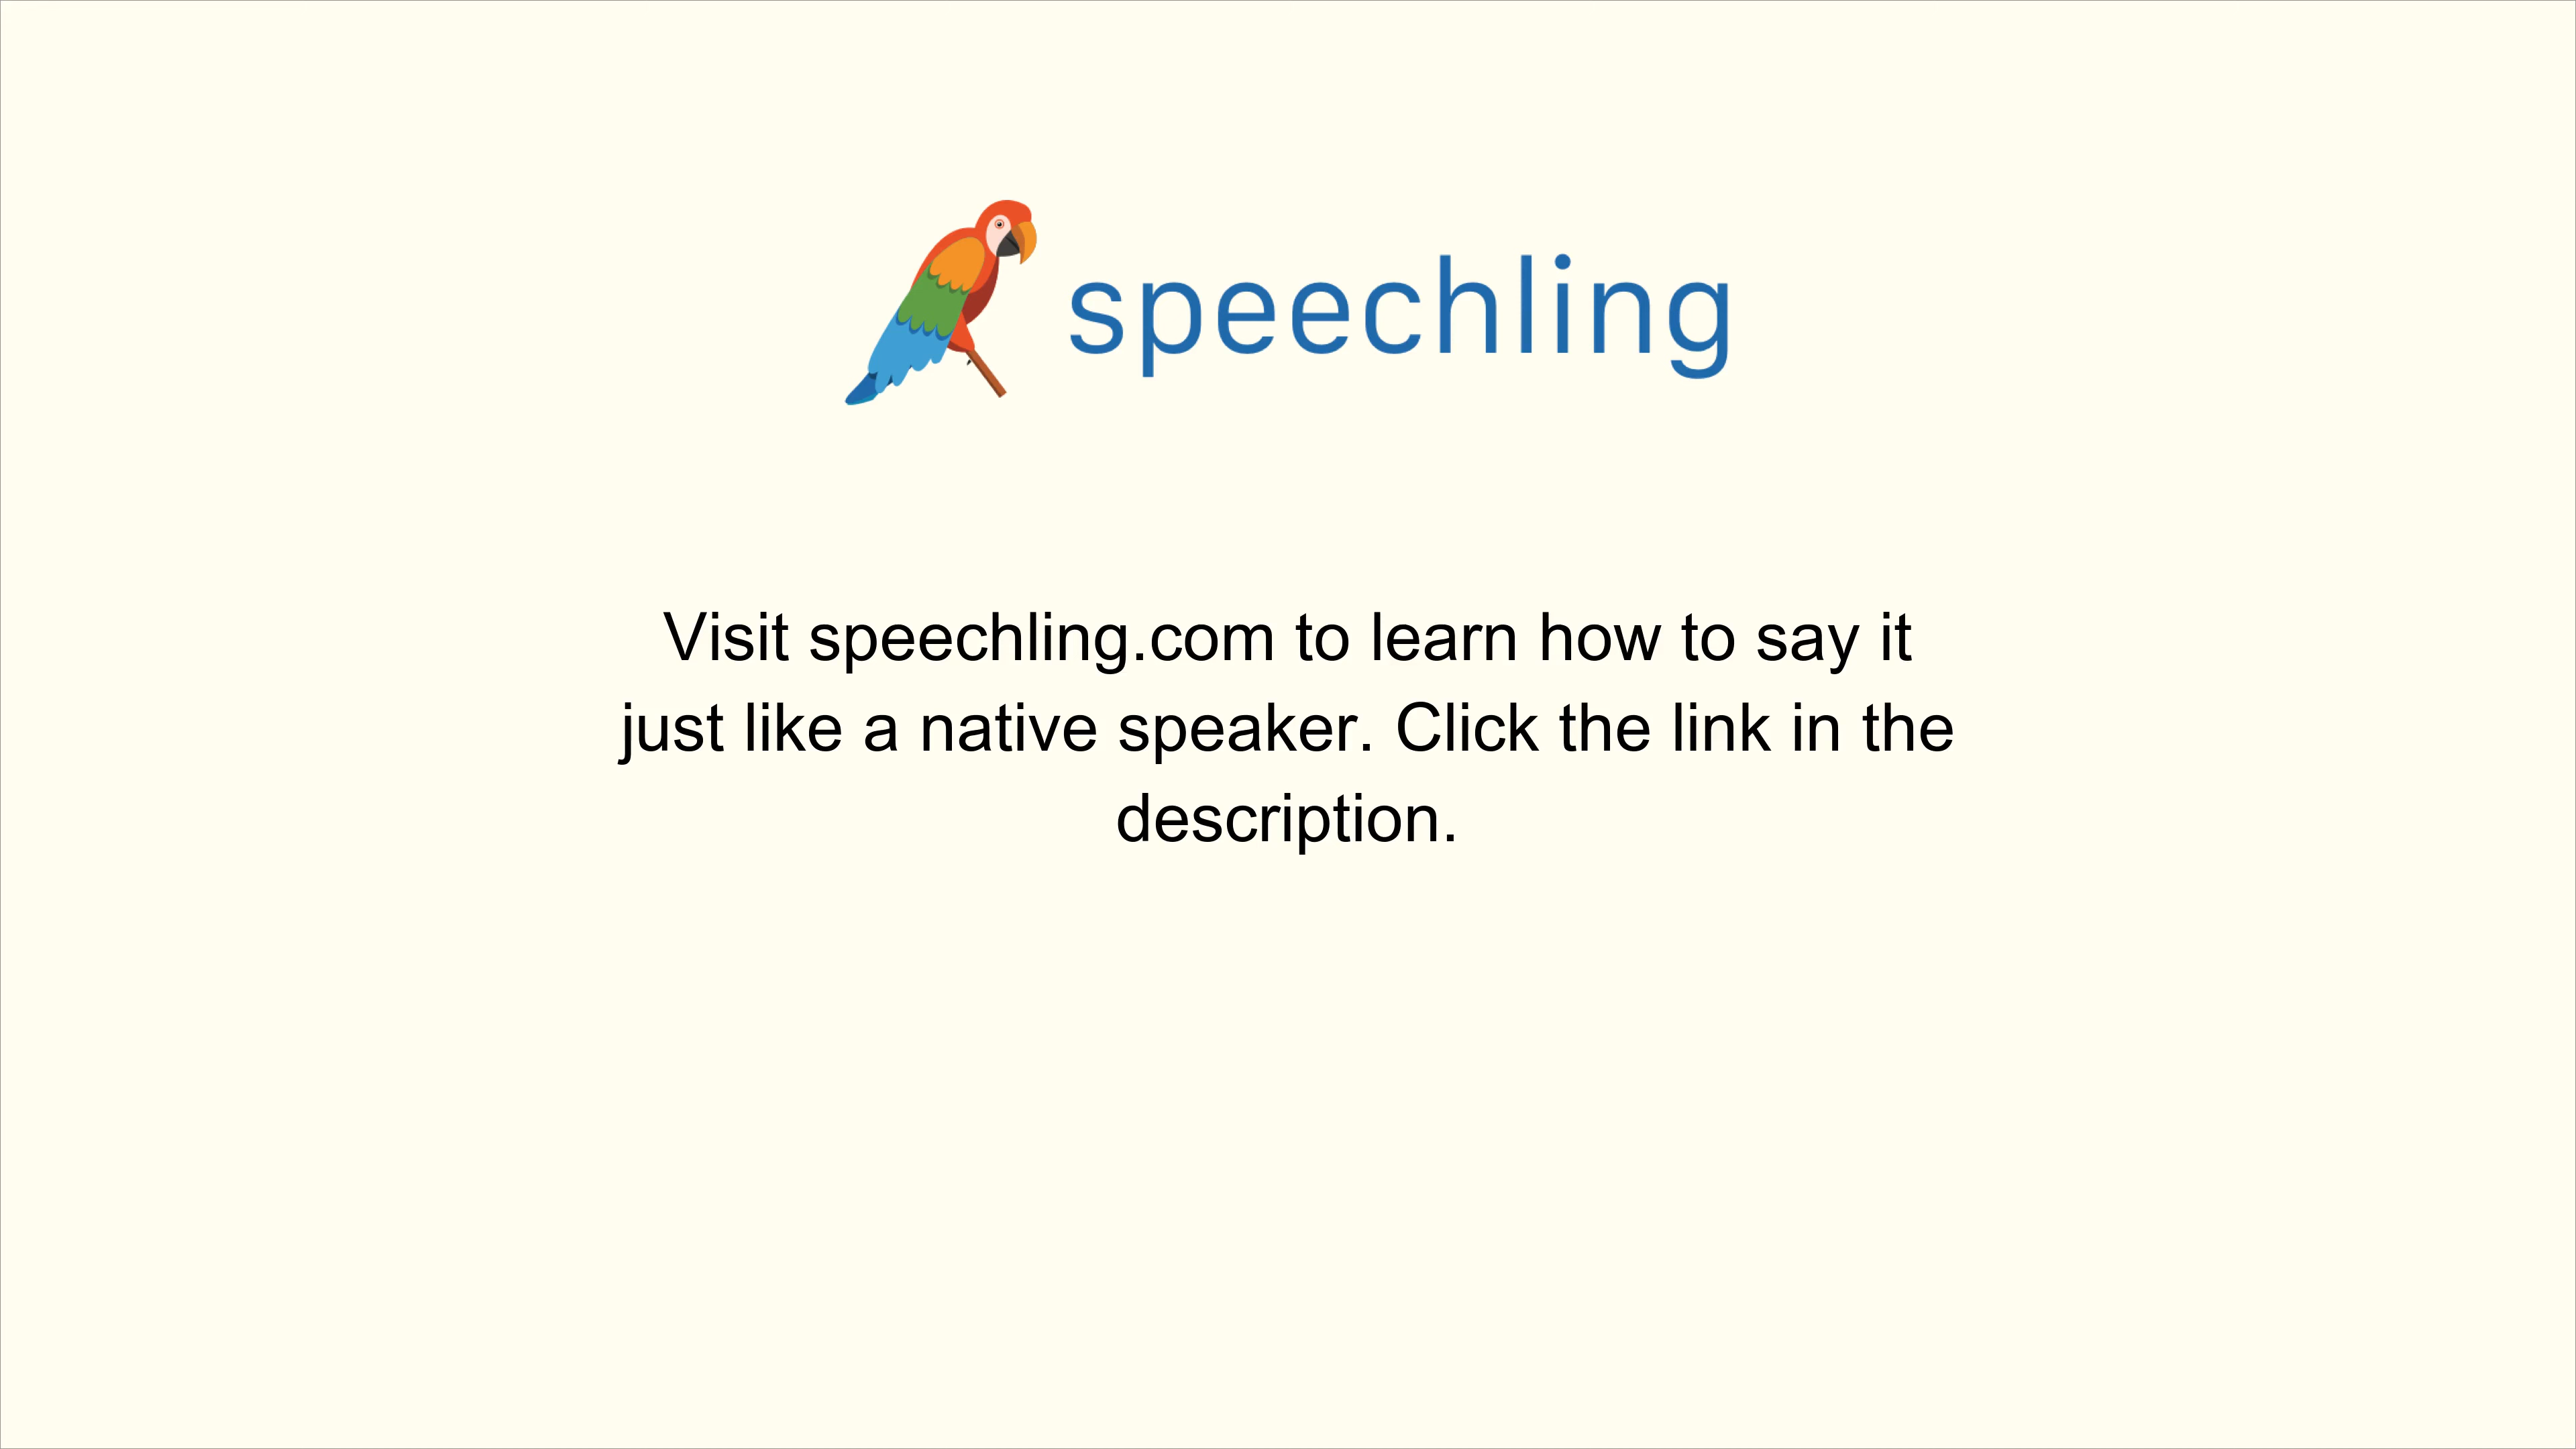 speechling
Visit speechling.com to learn how to say it
just like a native speaker. Click the link in the
description.